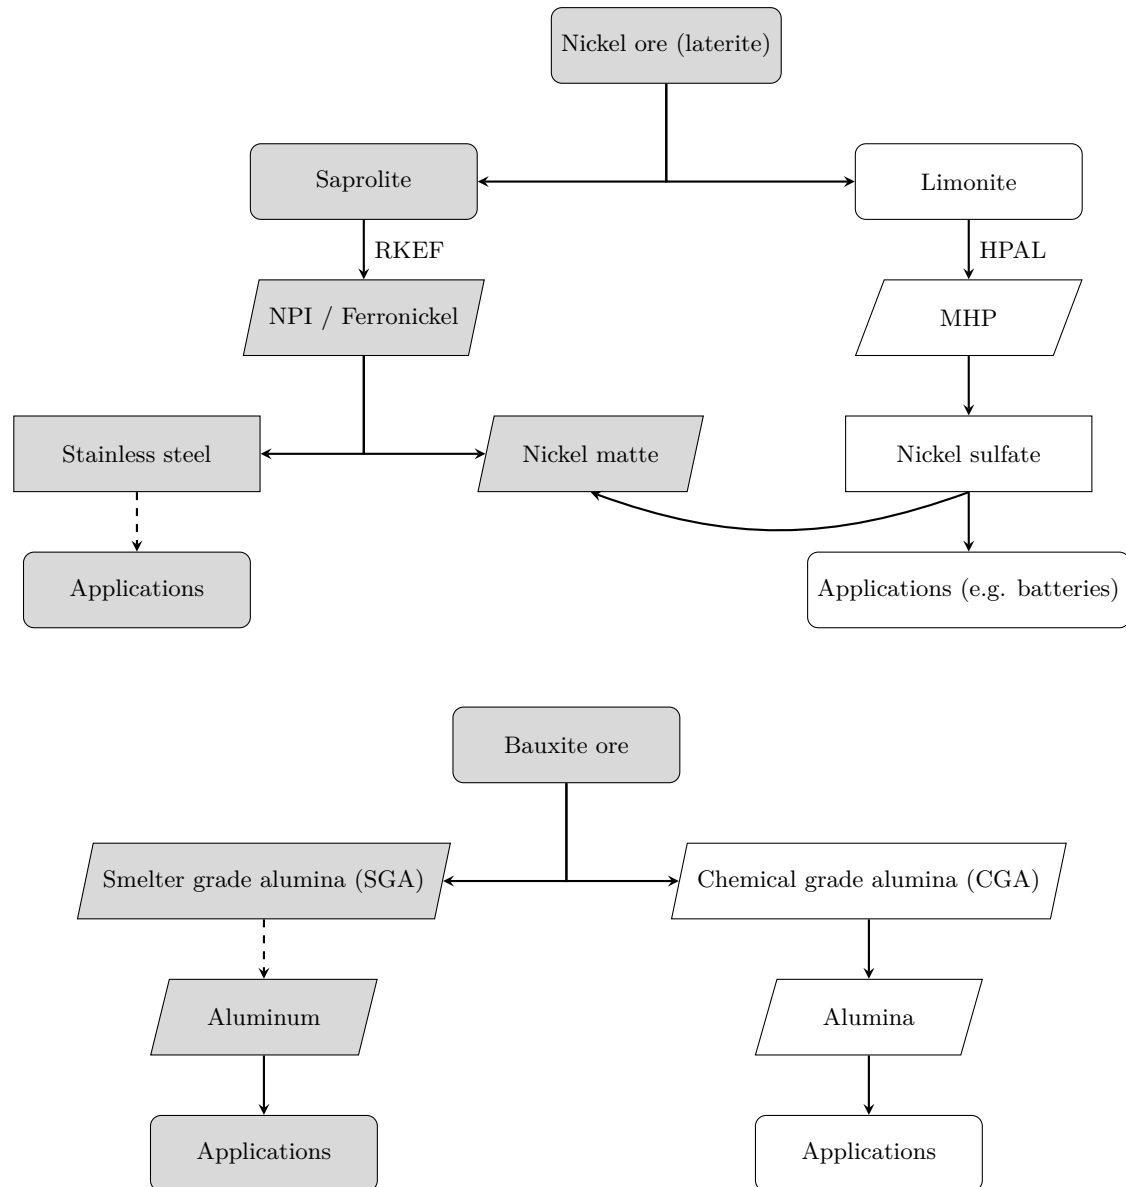 Nickel ore (laterite)
Saprolite
Limonite
RKEF
HPAL
NPI / Ferronickel
MHP
Stainless steel
Nickel matte
Nickel sulfate
Applications
Applications (e.g. batteries)
Bauxite ore
Smelter grade alumina (SGA)
Chemical grade alumina (CGA)
Aluminum
Alumina
Applications
Applications